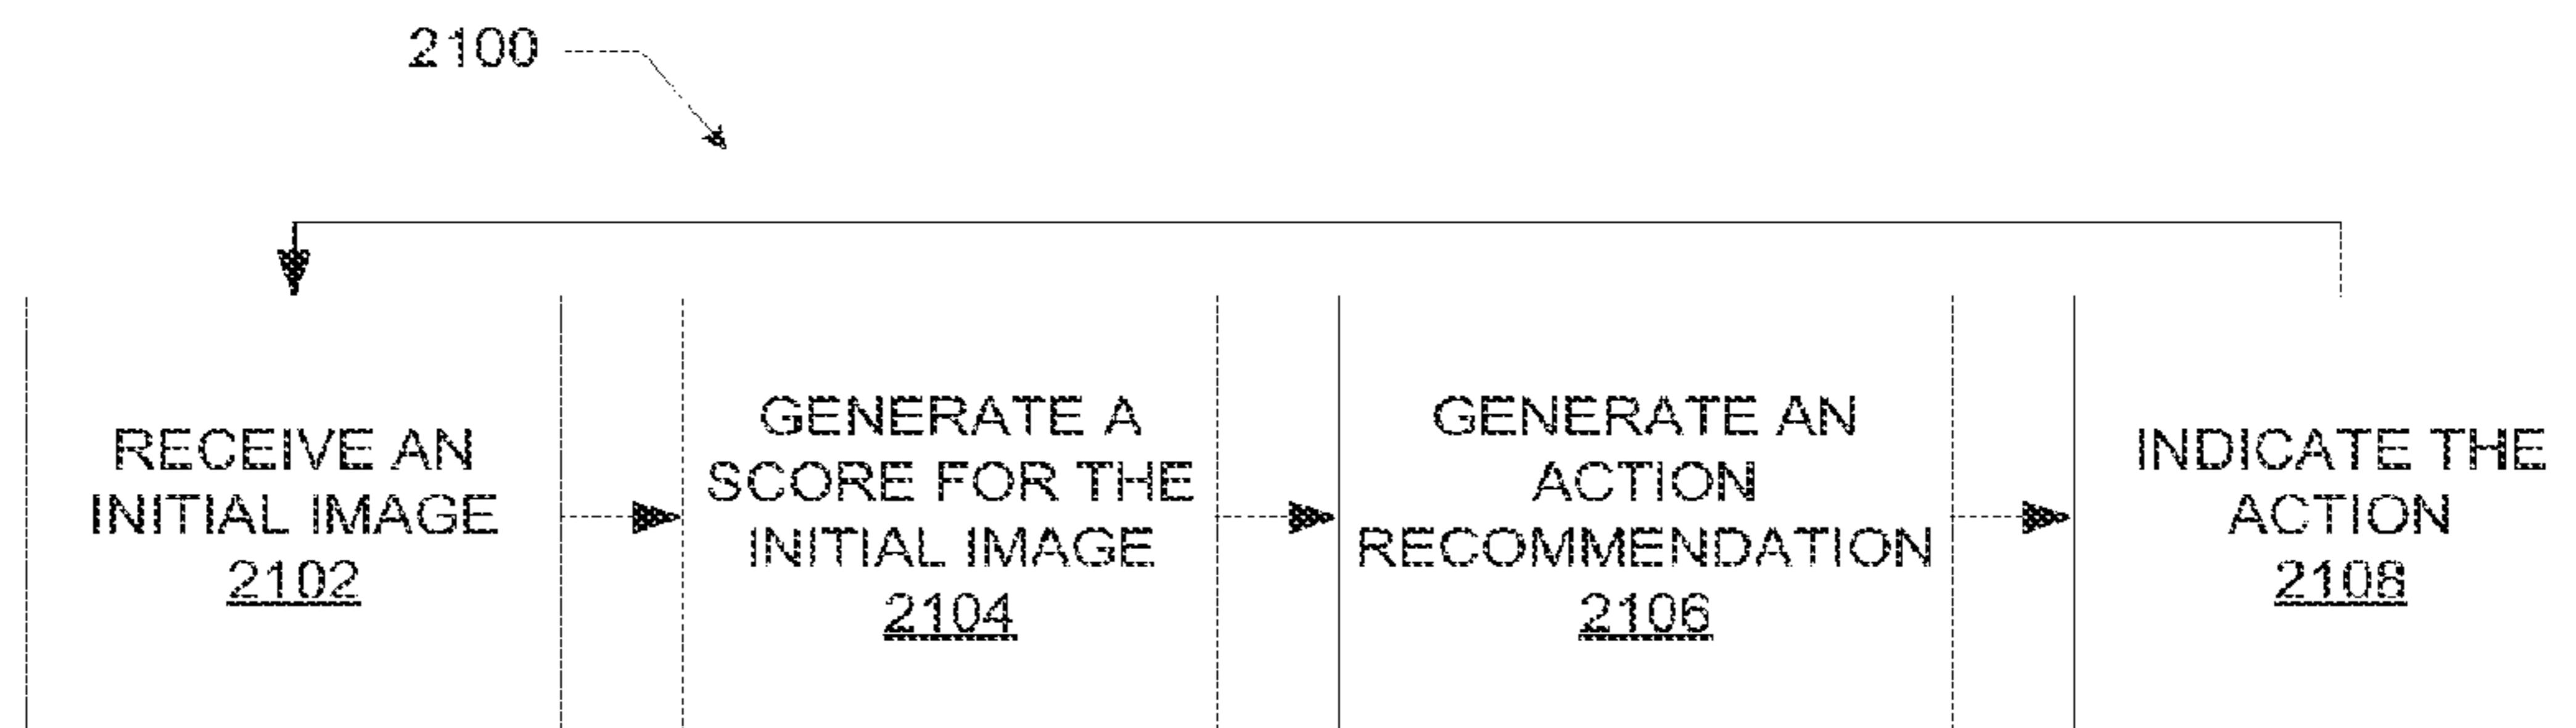 2100
RECEIVE AN
INITIAL IMAGE
2102
GENERATE A
SCORE FOR THE
INITIAL IMAGE
2104
GENERATE AN
ACTION
RECOMMENDATION
2106
INDICATE THE
ACTION
2108